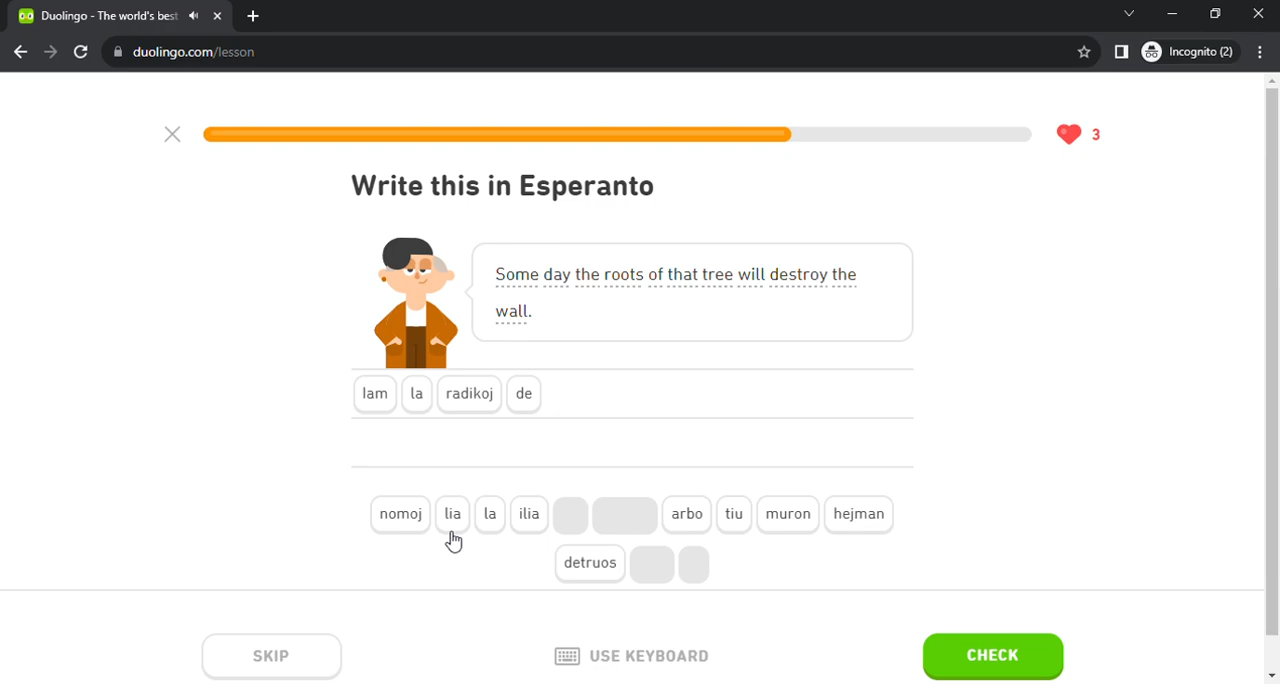 Duolingo - The world's best
duolingo.com/lesson
Incognito (2)
3
Write this in Esperanto
Some day the roots of that tree will destroy the
wall.
Iam la radikoj de
nomoj lia la ilia arbo tiu muron hejman
detruos
SKIP USE KEYBOARD CHECK